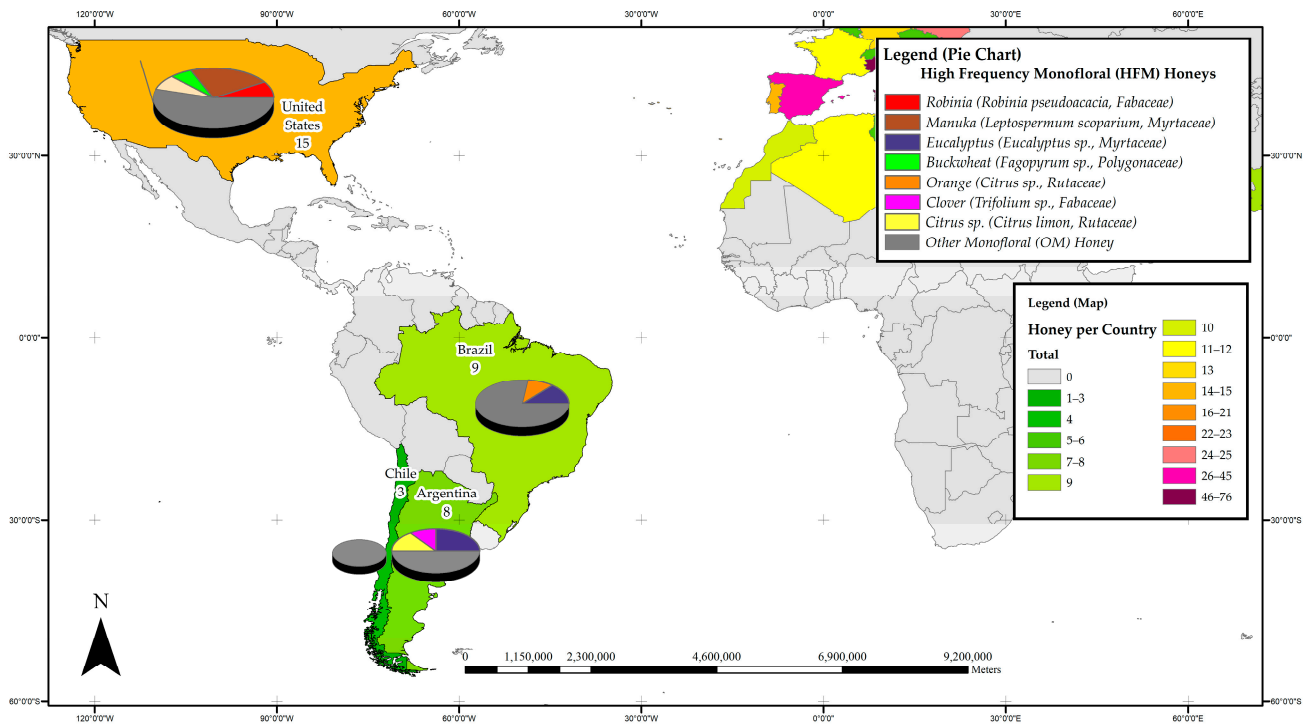 120°0'0"W 90°0'0"W 60°0'0"W 30°0'0"W 0°0'0" 30°0'0"E 60°0'0"E
Legend (Pie Chart)
High Frequency Monofloral (HFM) Honeys
Robinia (Robinia pseudoacacia, Fabaceae)
Manuka (Leptospermum scoparium, Myrtaceae)
Eucalyptus (Eucalyptus sp., Myrtaceae)
Buckwheat (Fagopyrum sp., Polygonaceae)
Orange (Citrus sp., Rutaceae)
Clover (Trifolium sp., Fabaceae)
Citrus sp. (Citrus limon, Rutaceae)
Other Monofloral (OM) Honey
United
States
15
30°0'0"N 30°0'0"N
Legend (Map)
Honey per Country
Total
0
1–3
4
5–6
7–8
9
10
11–12
13
14–15
16–21
22–23
24–25
26–45
46–76
0°0'0" 0°0'0"
Brazil
9
Chile
3
Argentina
8
30°0'0"S 30°0'0"S
N
0 1,150,000 2,300,000 4,600,000 6,900,000 9,200,000
Meters
60°0'0"S 60°0'0"S
120°0'0"W 90°0'0"W 60°0'0"W 30°0'0"W 0°0'0" 30°0'0"E 60°0'0"E